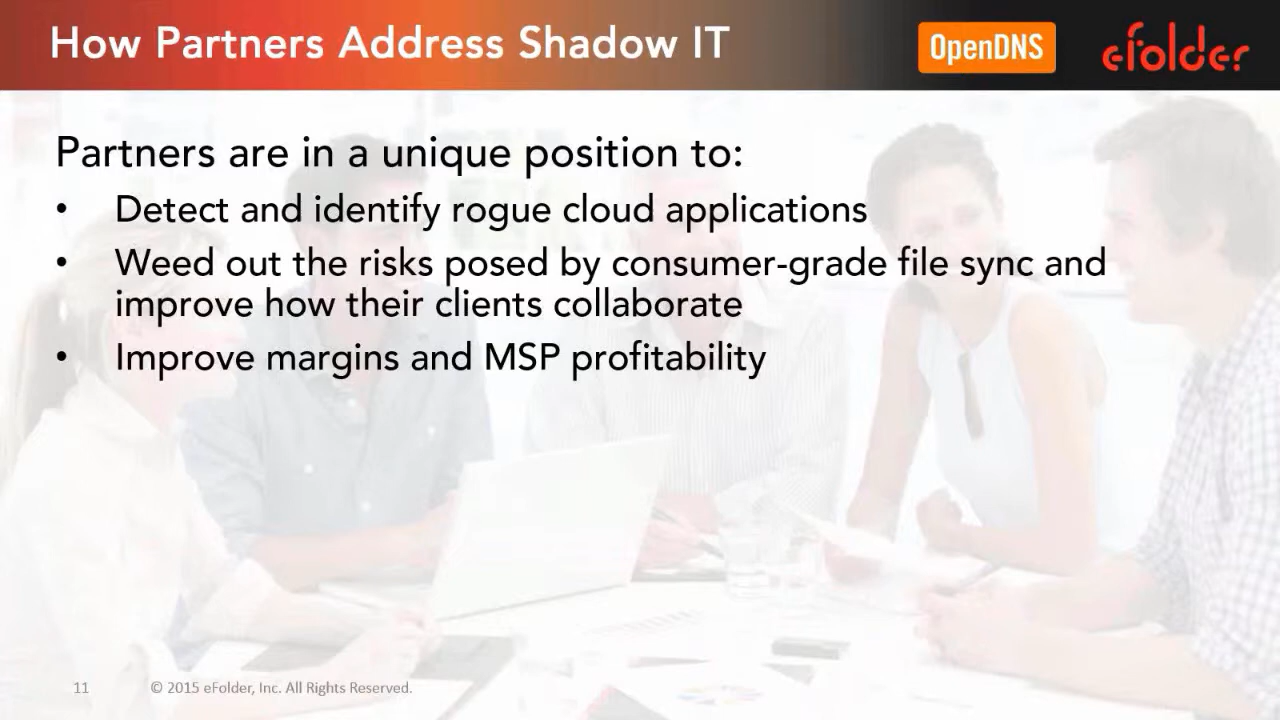 How Partners Address Shadow IT
OpenDNS
efolder
Partners are in a unique position to:
• Detect and identify rogue cloud applications
• Weed out the risks posed by consumer-grade file sync and
improve how their clients collaborate
• Improve margins and MSP profitability
11
© 2015 eFolder, Inc. All Rights Reserved.